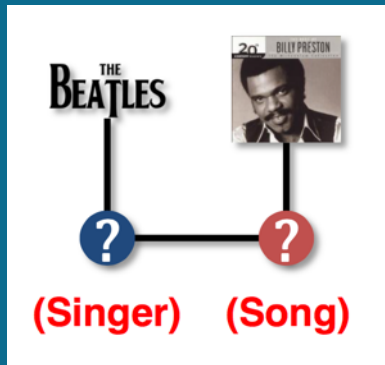 THE
BEATLES
20th
BILLY PRESTON
?
?
(Singer)
(Song)